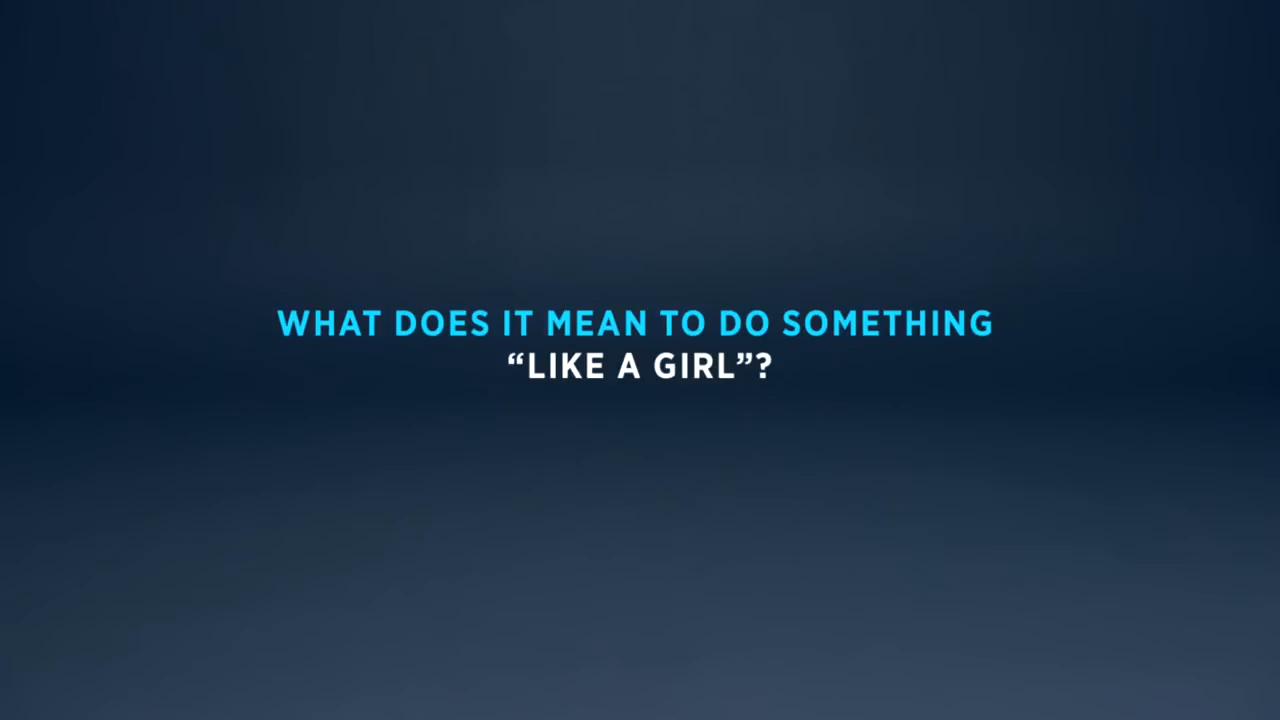 WHAT DOES IT MEAN TO DO SOMETHING
“LIKE A GIRL”?